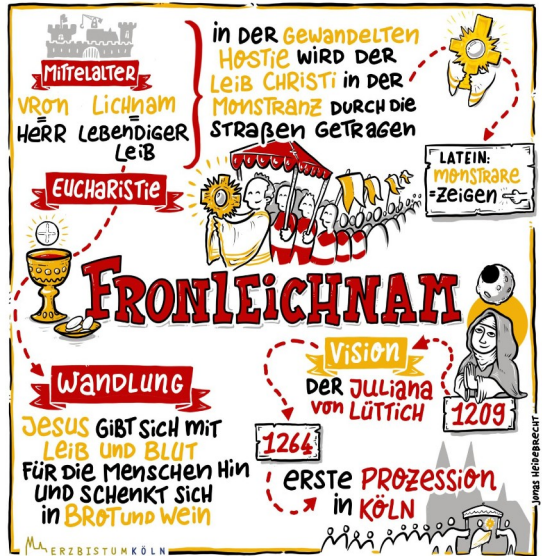 MITTELALTER
VRON LICHNAM
= =
HERR LEBENDIGER
LEIB
IN DER GEWANDELTEN
HOSTIE WIRD DER
LEIB CHRISTI IN DER
MONSTRANZ DURCH DIE
STRAßEN GETRAGEN
LATEIN:
MONSTRARE
=ZEIGEN
EUCHARISTIE
FRONLEICHNAM
WANDLUNG
JESUS GIBT SICH MIT
LEIB UND BLUT
FÜR DIE MENSCHEN HIN
UND SCHENKT SICH
IN BROT UND WEIN
VISION
DER JULIANA
VON LÜTTICH
1209
1264
ERSTE PROZESSION
IN KÖLN
JONAS HEIDEBRECHT
ERZBISTUMKÖLN